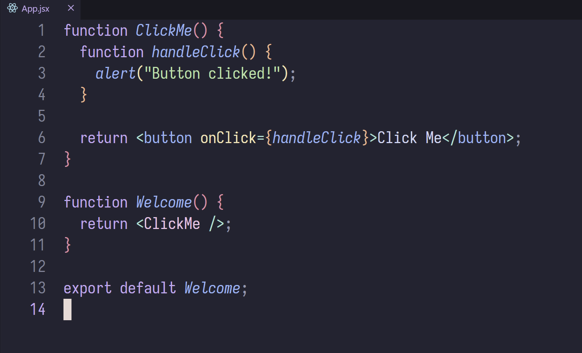 App.jsx ×
1 function ClickMe() {
2   function handleClick() {
3     alert("Button clicked!");
4   }
5
6   return <button onClick={handleClick}>Click Me</button>;
7 }
8
9 function Welcome() {
10   return <ClickMe />;
11 }
12
13 export default Welcome;
14